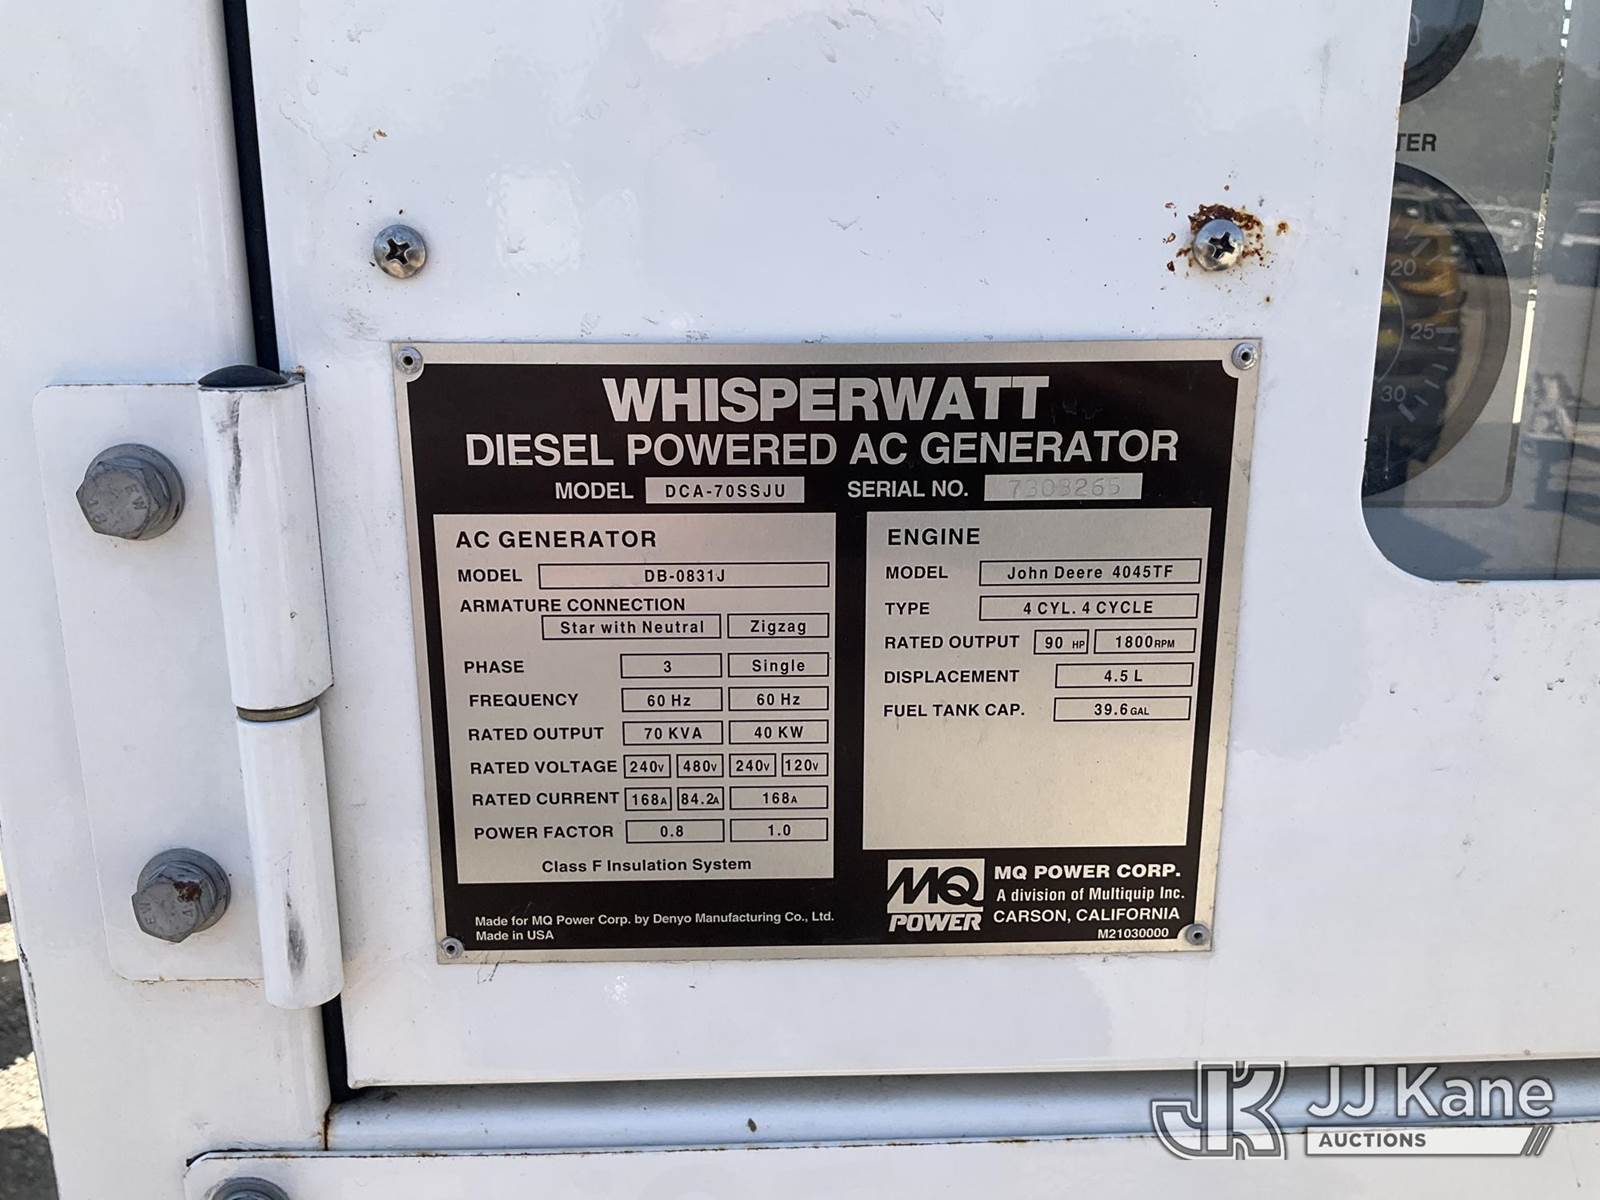 TER
20
25
30
WHISPERWATT
DIESEL POWERED AC GENERATOR
MODEL DCA-70SSJU SERIAL NO. 7303265
AC GENERATOR
MODEL DB-0831J
ARMATURE CONNECTION
Star with Neutral Zigzag
PHASE 3 Single
FREQUENCY 60 Hz 60 Hz
RATED OUTPUT 70 KVA 40 KW
RATED VOLTAGE 240V 480V 240V 120V
RATED CURRENT 168A 84.2A 168A
POWER FACTOR 0.8 1.0
Class F Insulation System
ENGINE
MODEL John Deere 4045TF
TYPE 4 CYL. 4 CYCLE
RATED OUTPUT 90 HP 1800RPM
DISPLACEMENT 4.5 L
FUEL TANK CAP. 39.6GAL
Made for MQ Power Corp. by Denyo Manufacturing Co., Ltd.
Made in USA
MQ
POWER
MQ POWER CORP.
A division of Multiquip Inc.
CARSON, CALIFORNIA
M21030000
JK JJ Kane
AUCTIONS